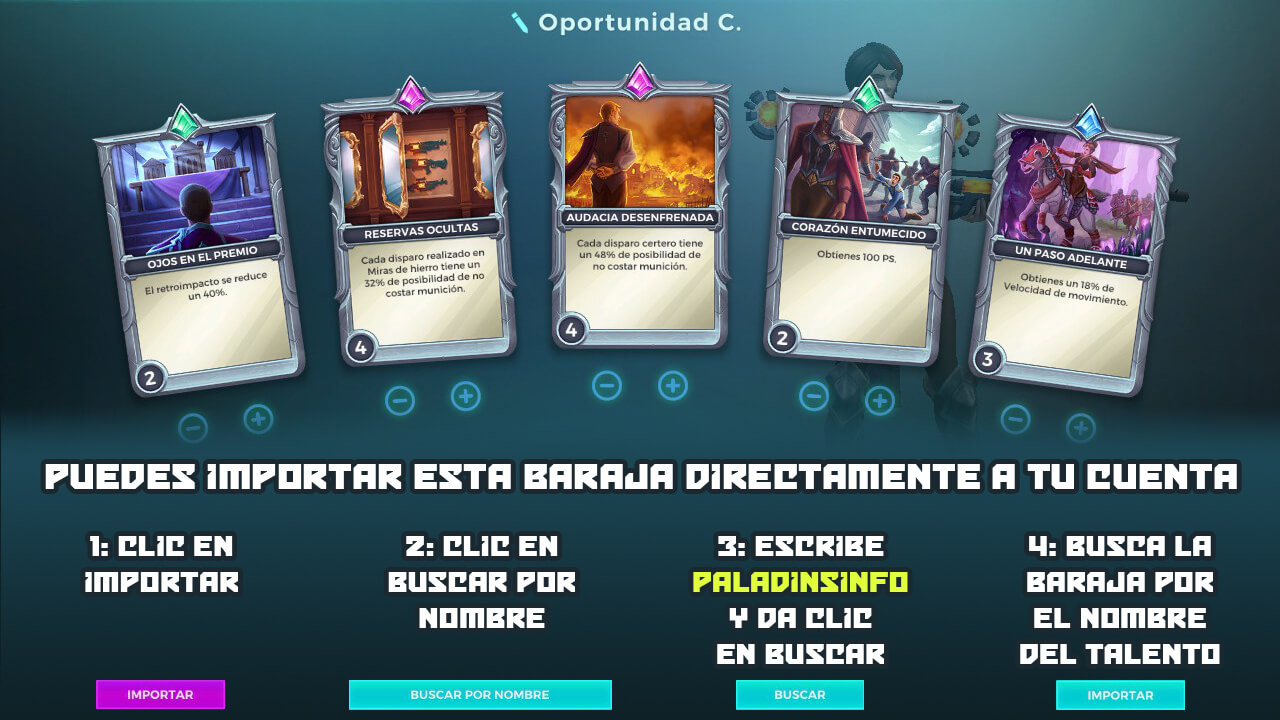 Oportunidad C.
OJOS EN EL PREMIO
El retroimpacto se reduce
un 40%.
2
RESERVAS OCULTAS
Cada disparo realizado en
Miras de hierro tiene un
32% de posibilidad de no
costar munición.
4
AUDACIA DESENFRENADA
Cada disparo certero tiene
un 48% de posibilidad de
no costar munición.
4
CORAZÓN ENTUMECIDO
Obtienes 100 PS.
2
UN PASO ADELANTE
Obtienes un 18% de
Velocidad de movimiento.
3
PUEDES IMPORTAR ESTA BARAJA DIRECTAMENTE A TU CUENTA
1: CLIC EN
IMPORTAR
IMPORTAR
2: CLIC EN
BUSCAR POR
NOMBRE
BUSCAR POR NOMBRE
3: ESCRIBE
PALADINSINFO
Y DA CLIC
EN BUSCAR
BUSCAR
4: BUSCA LA
BARAJA POR
EL NOMBRE
DEL TALENTO
IMPORTAR